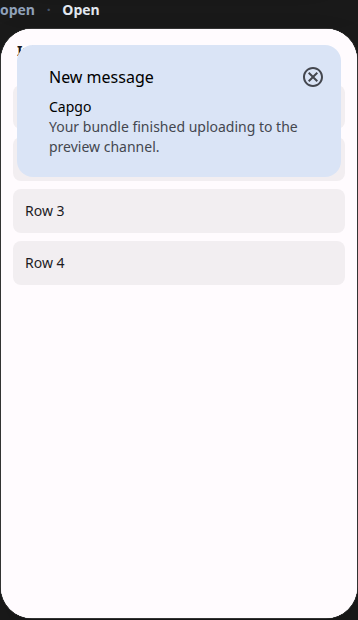 open · Open
New message
Capgo
Your bundle finished uploading to the
preview channel.
Row 3
Row 4